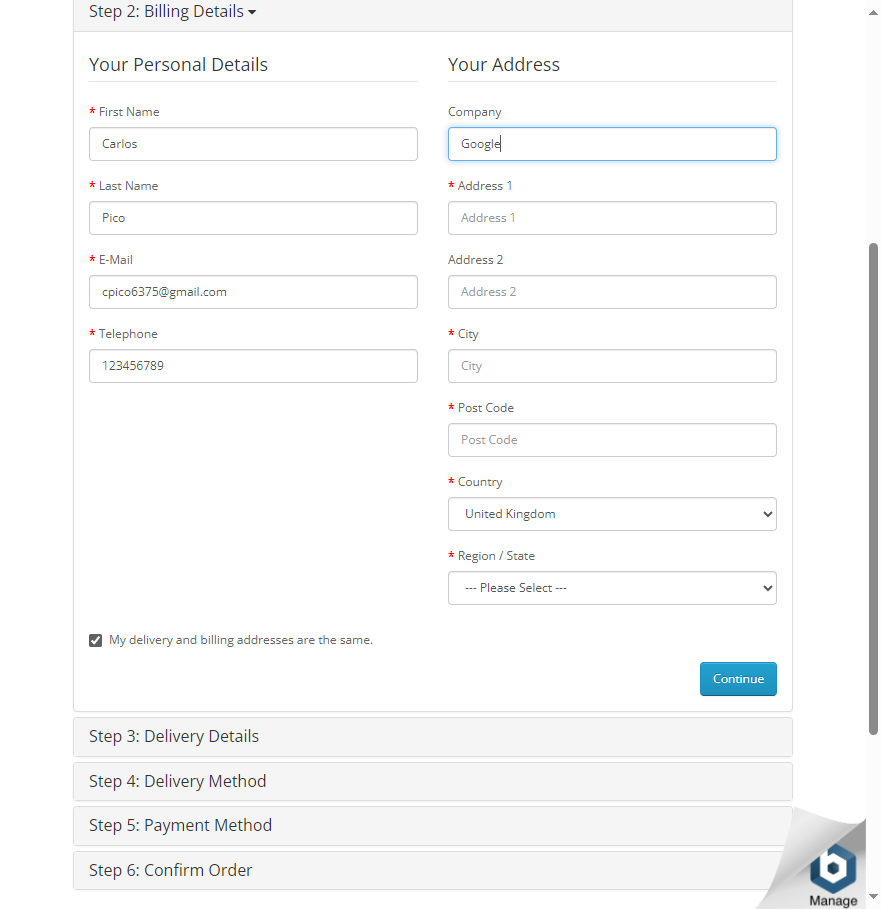 Step 2: Billing Details
Your Personal Details
* First Name
Carlos
* Last Name
Pico
* E-Mail
cpico6375@gmail.com
* Telephone
123456789
Your Address
Company
Google
* Address 1
Address 1
Address 2
Address 2
* City
City
* Post Code
Post Code
* Country
United Kingdom
* Region / State
--- Please Select ---
My delivery and billing addresses are the same.
Continue
Step 3: Delivery Details
Step 4: Delivery Method
Step 5: Payment Method
Step 6: Confirm Order
b
Manage